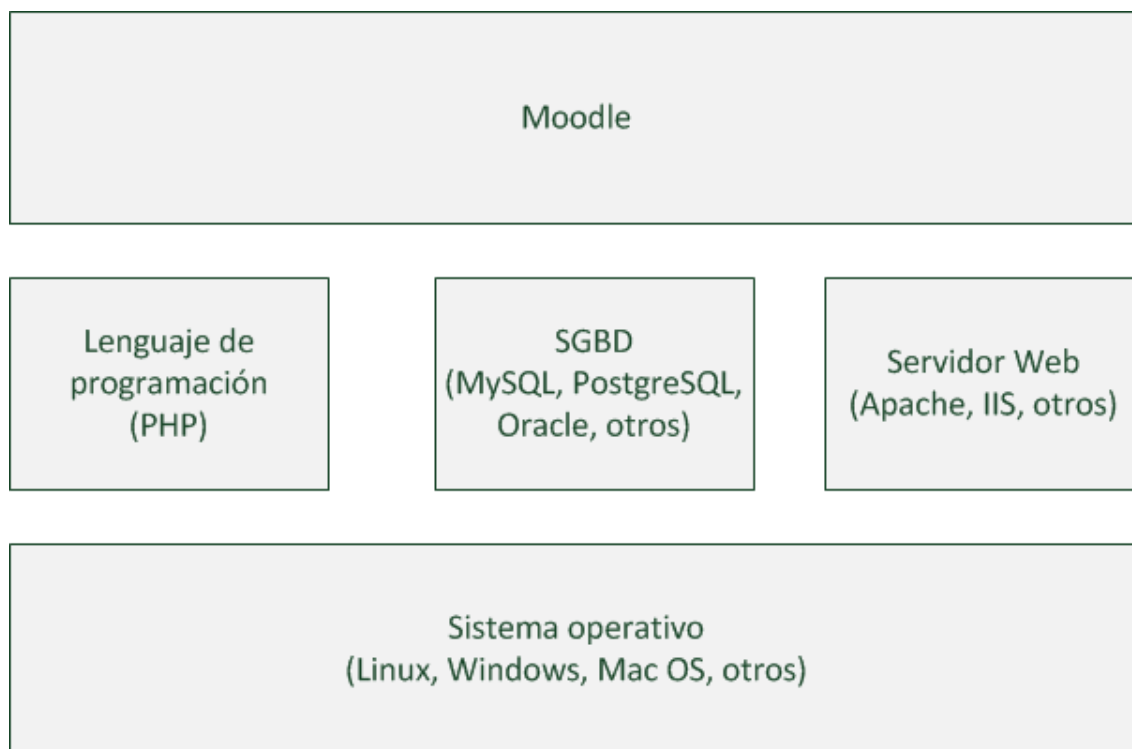 Moodle
Lenguaje de
programación
(PHP)
SGBD
(MySQL, PostgreSQL,
Oracle, otros)
Servidor Web
(Apache, IIS, otros)
Sistema operativo
(Linux, Windows, Mac OS, otros)